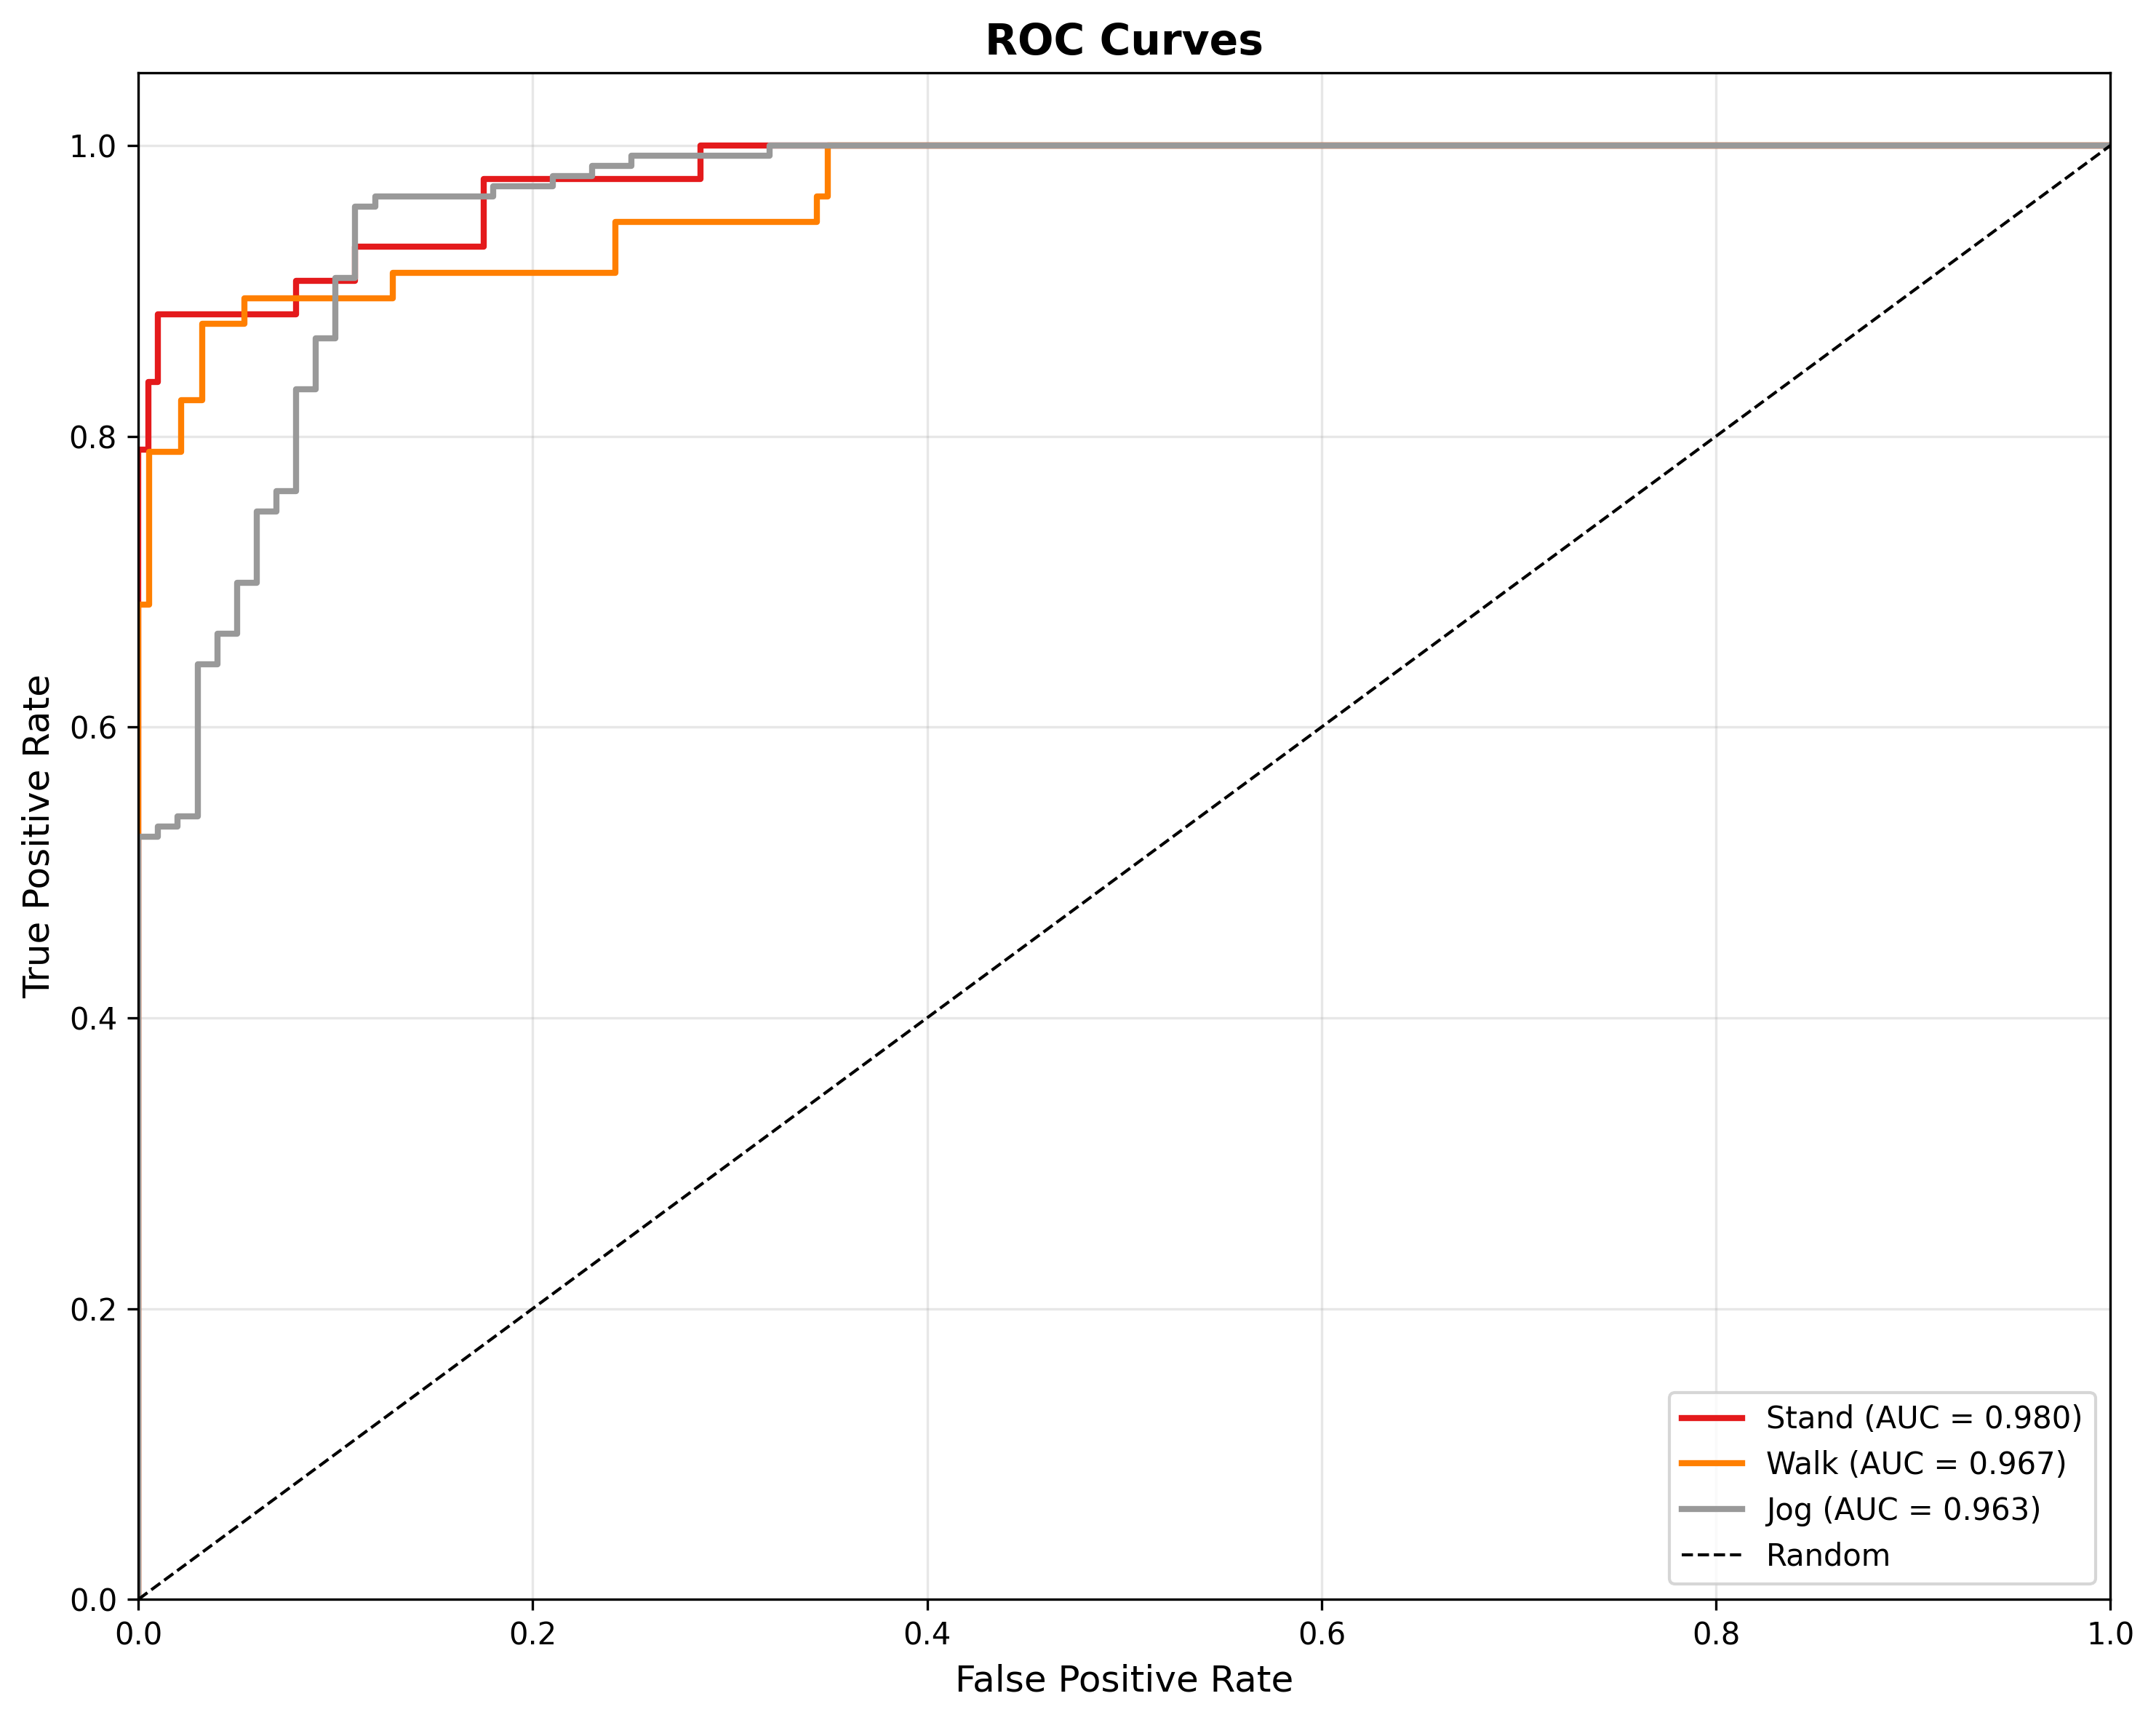 ROC Curves
True Positive Rate
1.0
0.8
0.6
0.4
0.2
0.0
0.0 0.2 0.4 0.6 0.8 1.0
False Positive Rate
Stand (AUC = 0.980)
Walk (AUC = 0.967)
Jog (AUC = 0.963)
Random